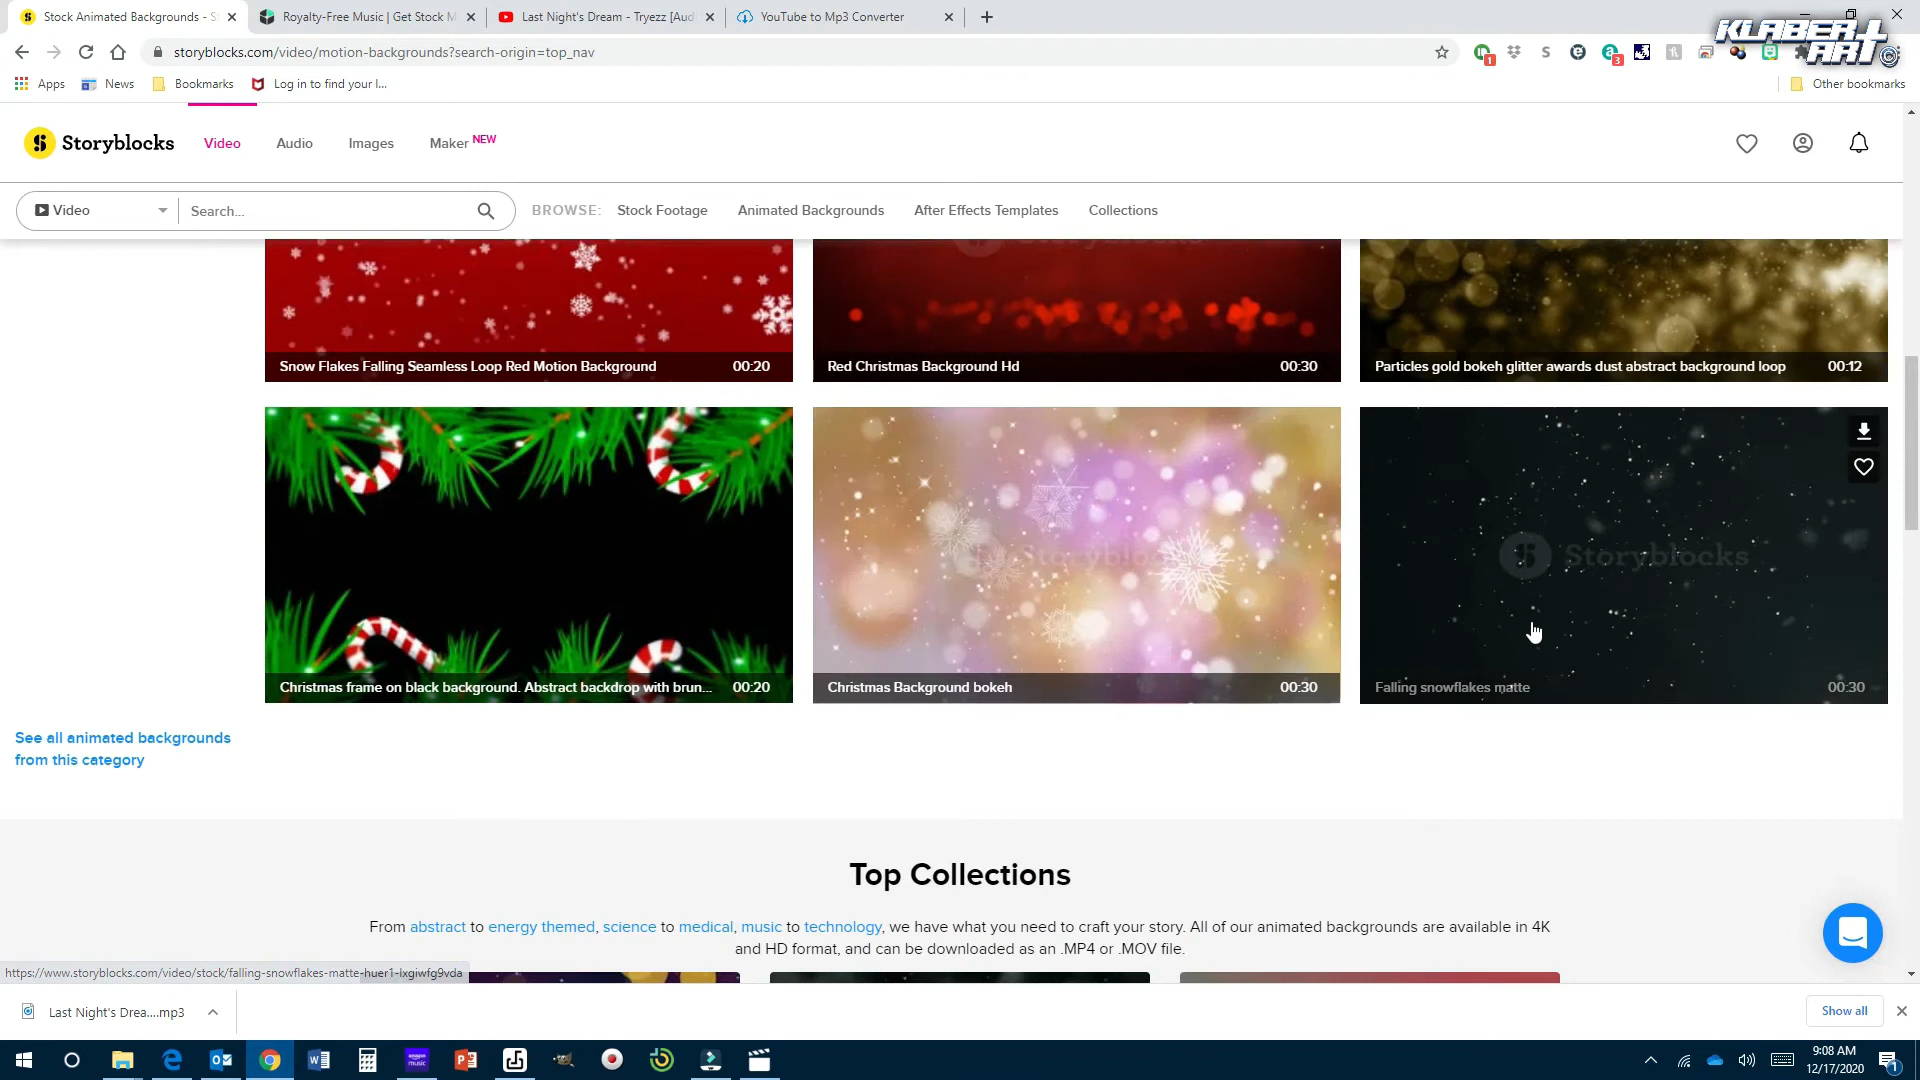 Stock Animated Backgrounds - S
Royalty-Free Music | Get Stock M
Last Night's Dream - Tryezz [Aud
YouTube to Mp3 Converter
KLABER ART ©
storyblocks.com/video/motion-backgrounds?search-origin=top_nav
1
3
Apps
News
Bookmarks
Log in to find your l...
Other bookmarks
Storyblocks
Video
Audio
Images
Maker NEW
Video
Search...
BROWSE:
Stock Footage
Animated Backgrounds
After Effects Templates
Collections
Snow Flakes Falling Seamless Loop Red Motion Background 00:20
Red Christmas Background Hd 00:30
Particles gold bokeh glitter awards dust abstract background loop 00:12
Storyblocks
Christmas frame on black background. Abstract backdrop with brun... 00:20
Christmas Background bokeh 00:30
Falling snowflakes matte 00:30
See all animated backgrounds
from this category
Top Collections
From abstract to energy themed, science to medical, music to technology, we have what you need to craft your story. All of our animated backgrounds are available in 4K
and HD format, and can be downloaded as an .MP4 or .MOV file.
https://www.storyblocks.com/video/stock/falling-snowflakes-matte-huer1-lxgiwfg9vda
Last Night's Drea....mp3
Show all
9:08 AM
12/17/2020
1